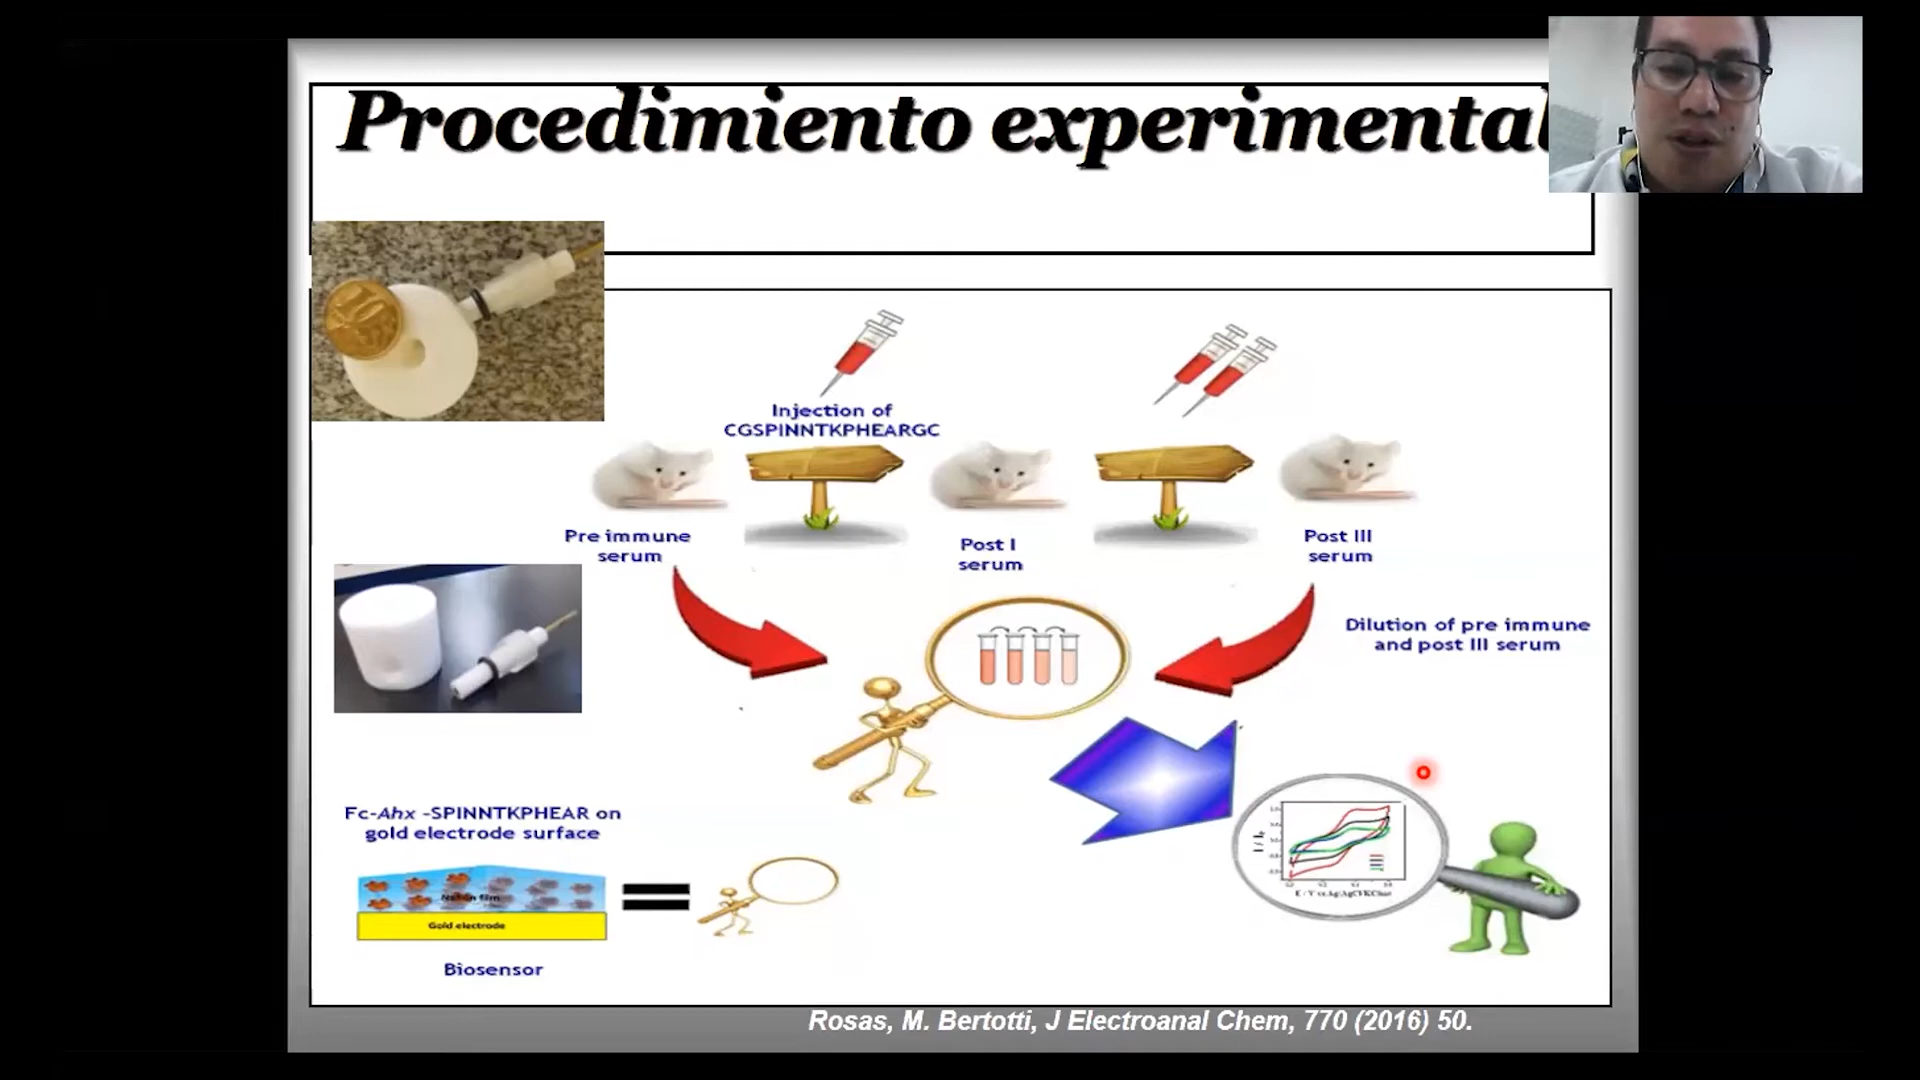 Procedimiento experimental
Injection of
CGSPINNTKPHEARGC
Pre immune
serum
Post I
serum
Post III
serum
Dilution of pre immune
and post III serum
Fc-Ahx -SPINNTKPHEAR on
gold electrode surface
Gold electrode
Biosensor
Rosas, M. Bertotti, J Electroanal Chem, 770 (2016) 50.